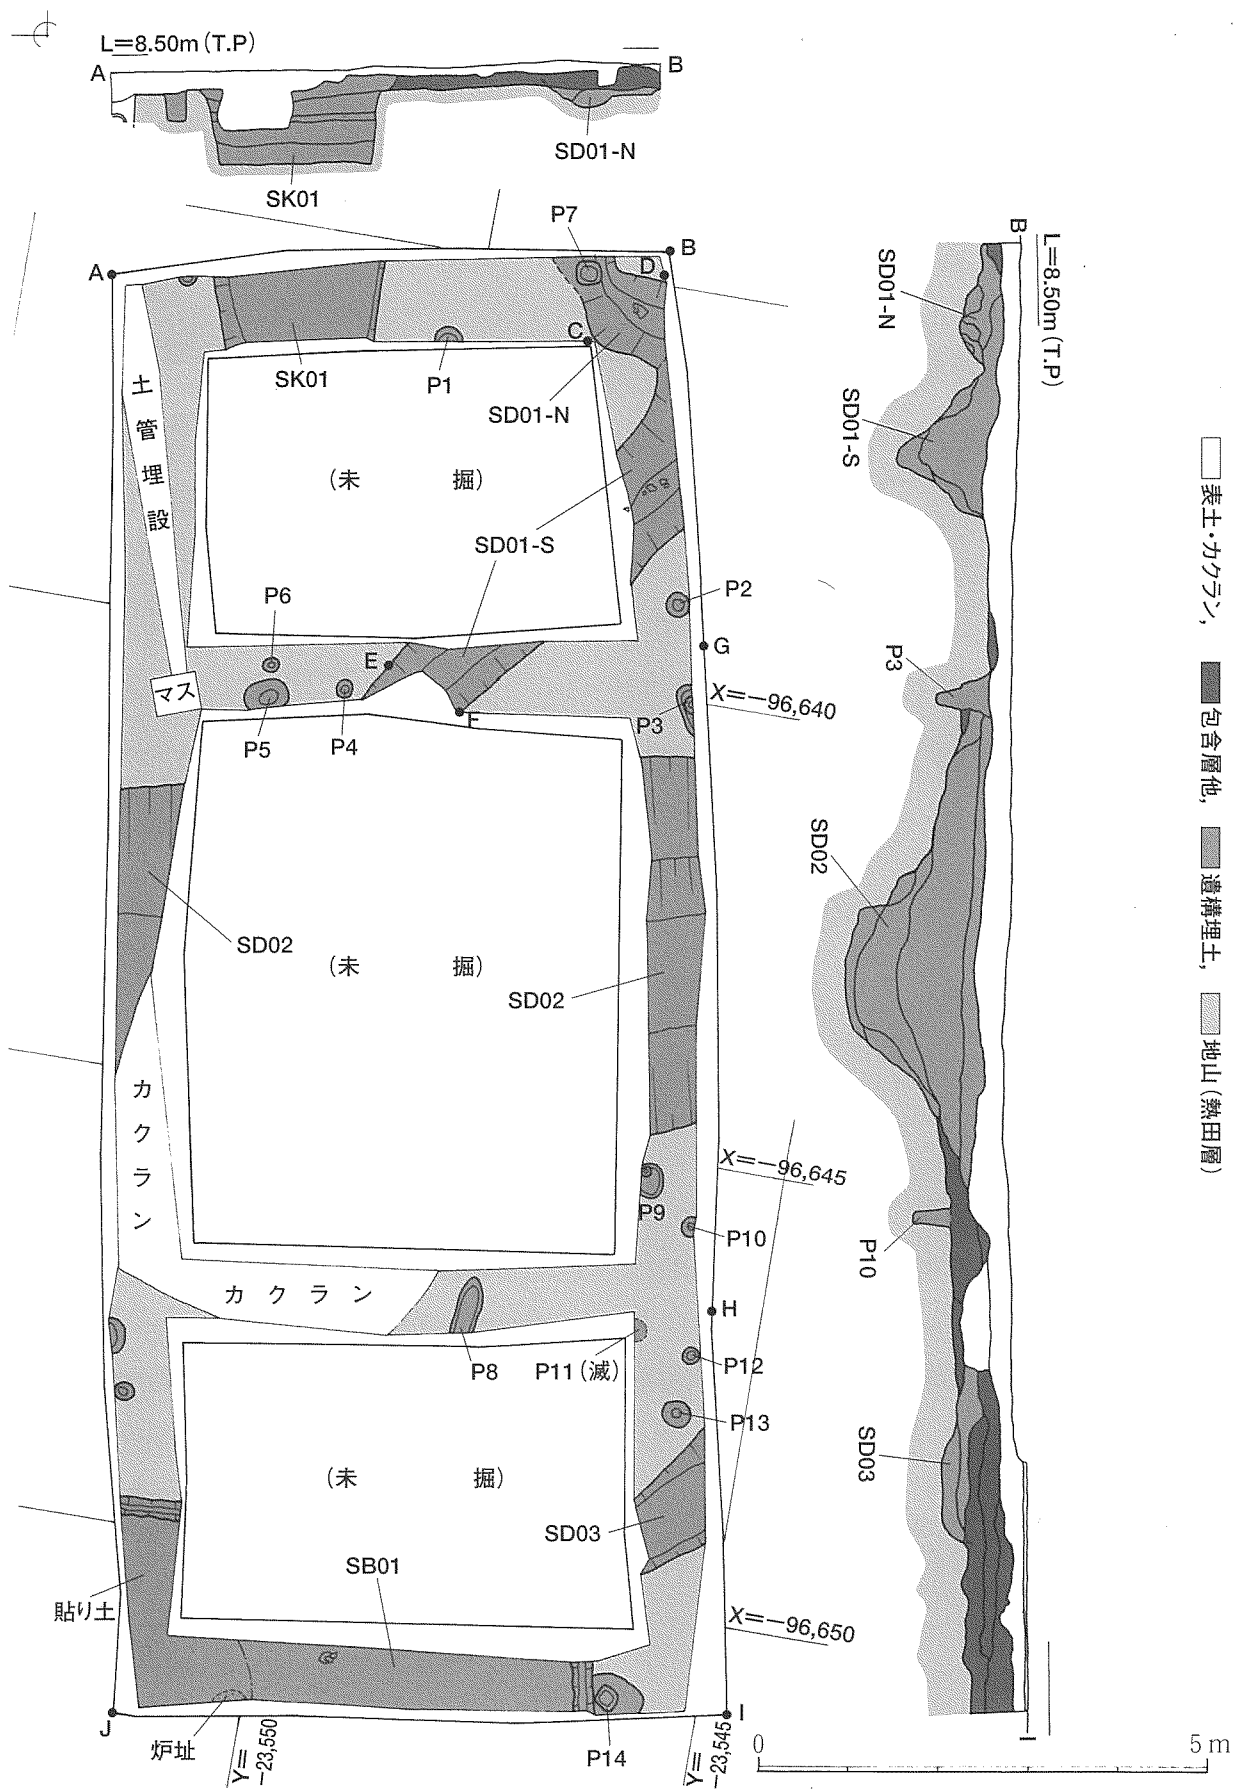 L=8.50m (T.P)
A
B
SD01-N
SK01
P7
B
A
D
C
SK01
P1
SD01-N
土管埋設
(未 掘)
SD01-S
P6
P2
G
E
マス
X=-96,640
P5
P4
F
P3
SD02
(未 掘)
SD02
カクラン
X=-96,645
P9
P10
カクラン
H
P8
P11(滅)
P12
P13
(未 掘)
SD03
SB01
貼り土
X=-96,650
J
I
炉址
Y=-23,550
P14
Y=-23,545
B
L=8.50m (T.P)
SD01-N
SD01-S
P3
SD02
P10
SD03
I
表土・カクラン, 包含層他, 遺構埋土, 地山(熱田層)
0 5 m